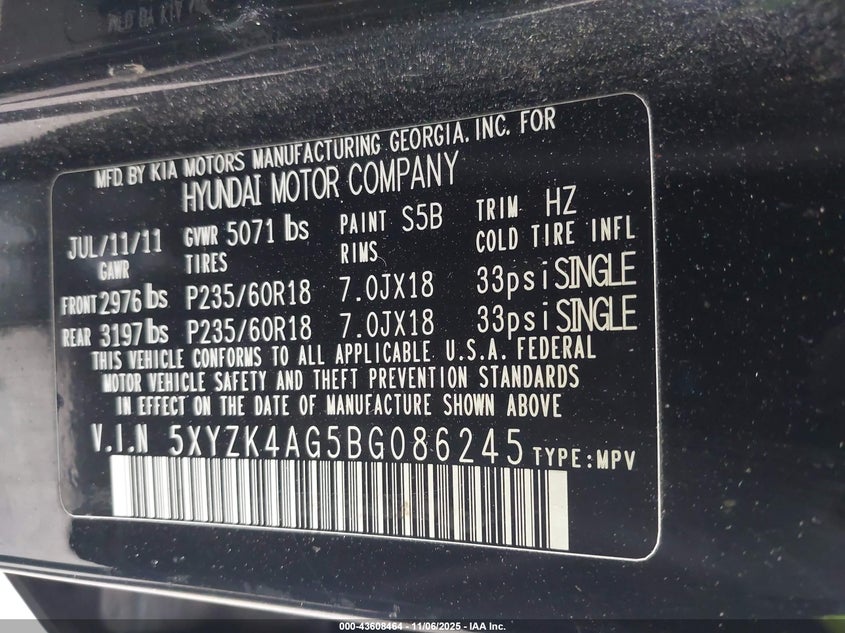 MFD. BY KIA MOTORS MANUFACTURING GEORGIA, INC. FOR
HYUNDAI MOTOR COMPANY
JUL/11/11 GVWR 5071 lbs PAINT S5B TRIM HZ
GAWR TIRES RIMS COLD TIRE INFL
FRONT 2976 lbs P235/60R18 7.0JX18 33psi SINGLE
REAR 3197 lbs P235/60R18 7.0JX18 33psi SINGLE
THIS VEHICLE CONFORMS TO ALL APPLICABLE U.S.A. FEDERAL
MOTOR VEHICLE SAFETY AND THEFT PREVENTION STANDARDS
IN EFFECT ON THE DATE OF MANUFACTURE SHOWN ABOVE
V.I.N 5XYZK4AG5BG086245 TYPE:MPV
000-43608464 - 11/06/2025 - IAA Inc.